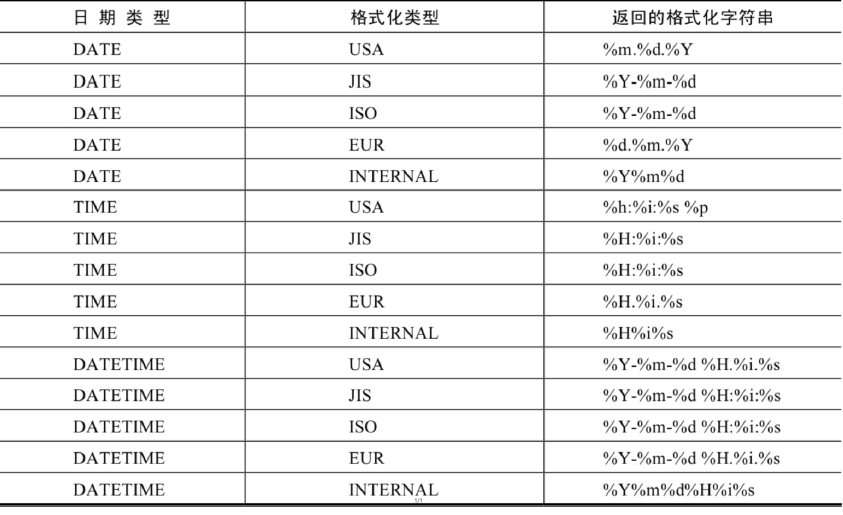 日 期 类 型 格式化类型 返回的格式化字符串
DATE USA %m.%d.%Y
DATE JIS %Y-%m-%d
DATE ISO %Y-%m-%d
DATE EUR %d.%m.%Y
DATE INTERNAL %Y%m%d
TIME USA %h:%i:%s %p
TIME JIS %H:%i:%s
TIME ISO %H:%i:%s
TIME EUR %H.%i.%s
TIME INTERNAL %H%i%s
DATETIME USA %Y-%m-%d %H.%i.%s
DATETIME JIS %Y-%m-%d %H:%i:%s
DATETIME ISO %Y-%m-%d %H:%i:%s
DATETIME EUR %Y-%m-%d %H.%i.%s
DATETIME INTERNAL %Y%m%d%H%i%s